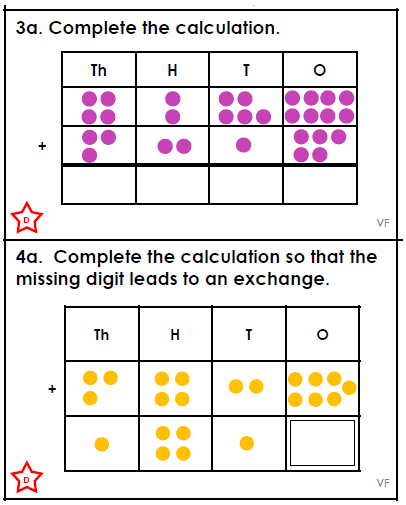 3a. Complete the calculation.
Th H T O
+
D
VF
4a. Complete the calculation so that the
missing digit leads to an exchange.
Th H T O
+
D
VF